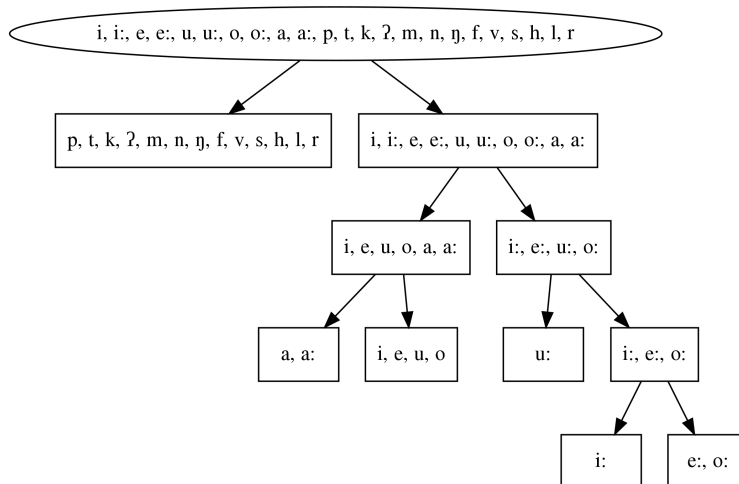 i, i:, e, e:, u, u:, o, o:, a, a:, p, t, k, ʔ, m, n, ŋ, f, v, s, h, l, r
p, t, k, ʔ, m, n, ŋ, f, v, s, h, l, r
i, i:, e, e:, u, u:, o, o:, a, a:
i, e, u, o, a, a:
i:, e:, u:, o:
a, a:
i, e, u, o
u:
i:, e:, o:
i:
e:, o: